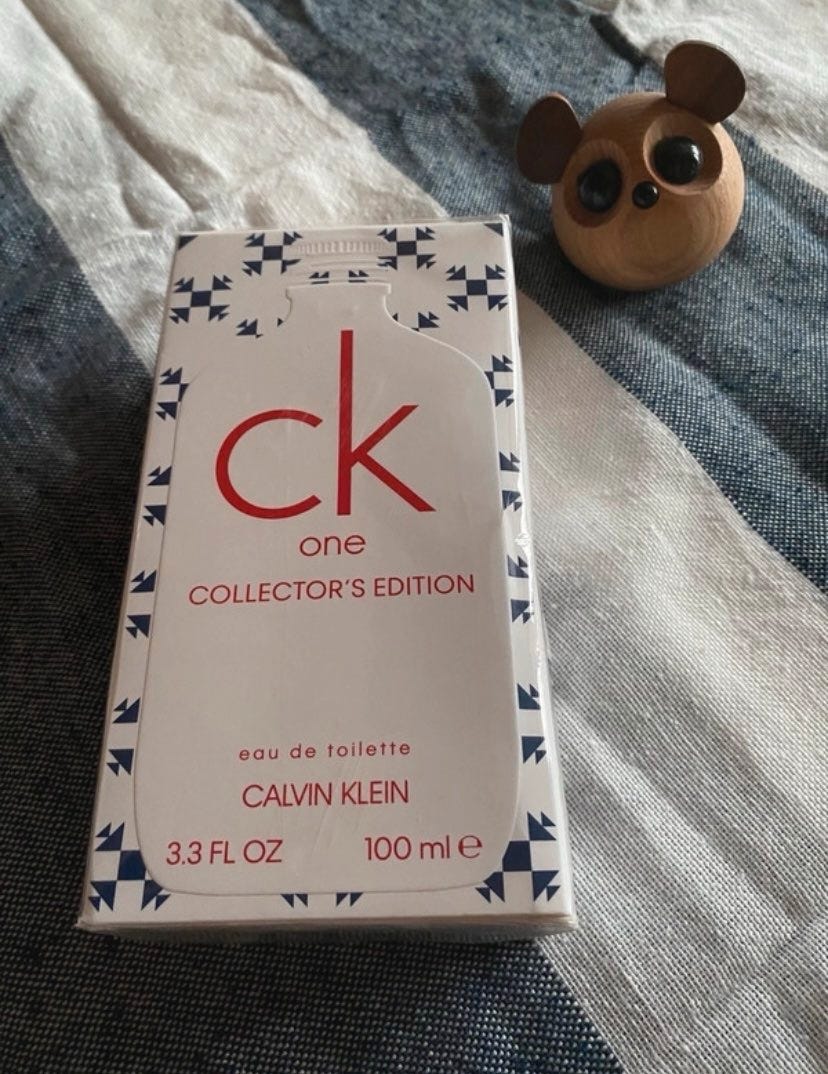 ck
one
COLLECTOR'S EDITION
eau de toilette
CALVIN KLEIN
3.3 FL OZ 100 ml ℮